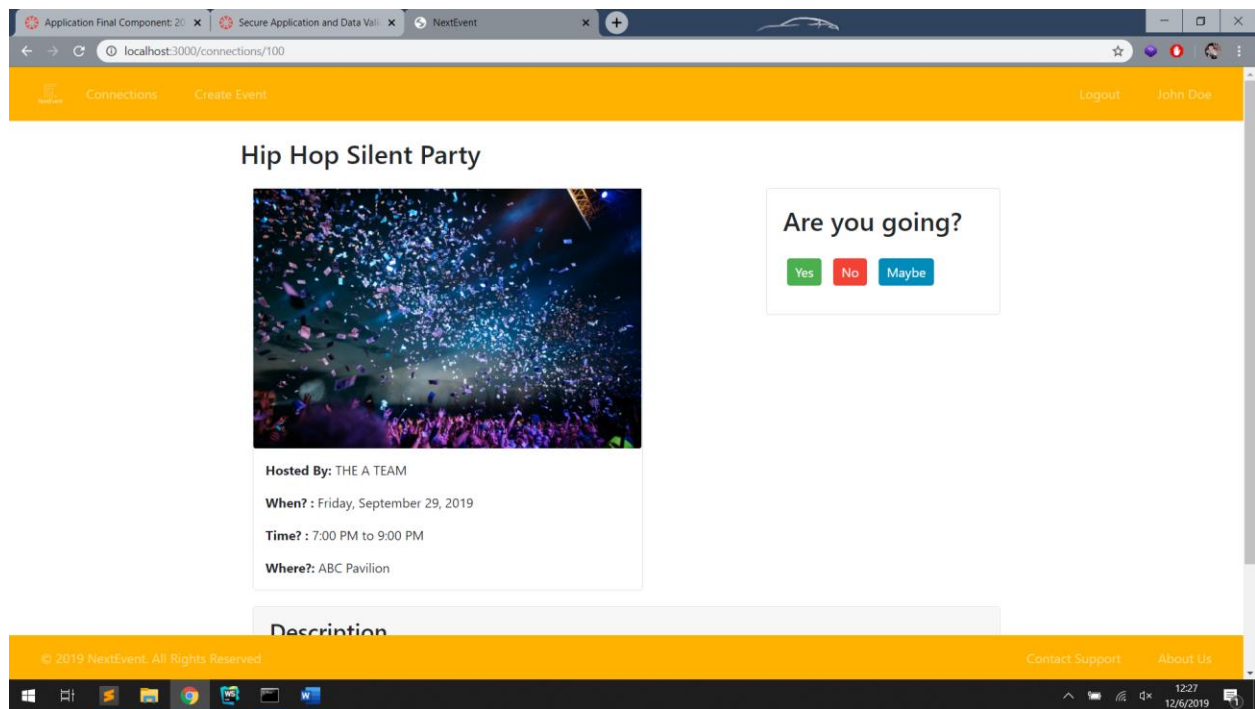 Application Final Component: 20
Secure Application and Data Vali
NextEvent
localhost:3000/connections/100
NextEvent
Connections
Create Event
Logout
John Doe
Hip Hop Silent Party
Are you going?
Yes
No
Maybe
Hosted By: THE A TEAM
When? : Friday, September 29, 2019
Time? : 7:00 PM to 9:00 PM
Where?: ABC Pavilion
Description
© 2019 NextEvent. All Rights Reserved
Contact Support
About Us
12:27
12/6/2019